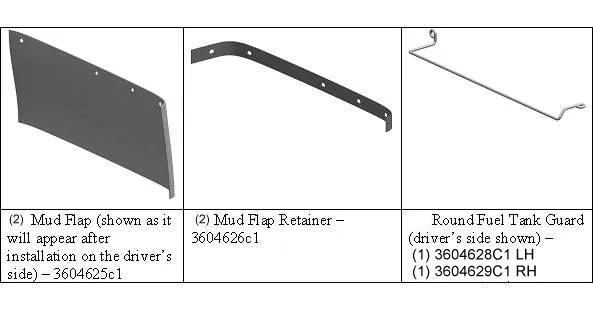 (2) Mud Flap (shown as it
will appear after
installation on the driver's
side) – 3604625c1
(2) Mud Flap Retainer –
3604626c1
Round Fuel Tank Guard
(driver's side shown) –
(1) 3604628C1 LH
(1) 3604629C1 RH